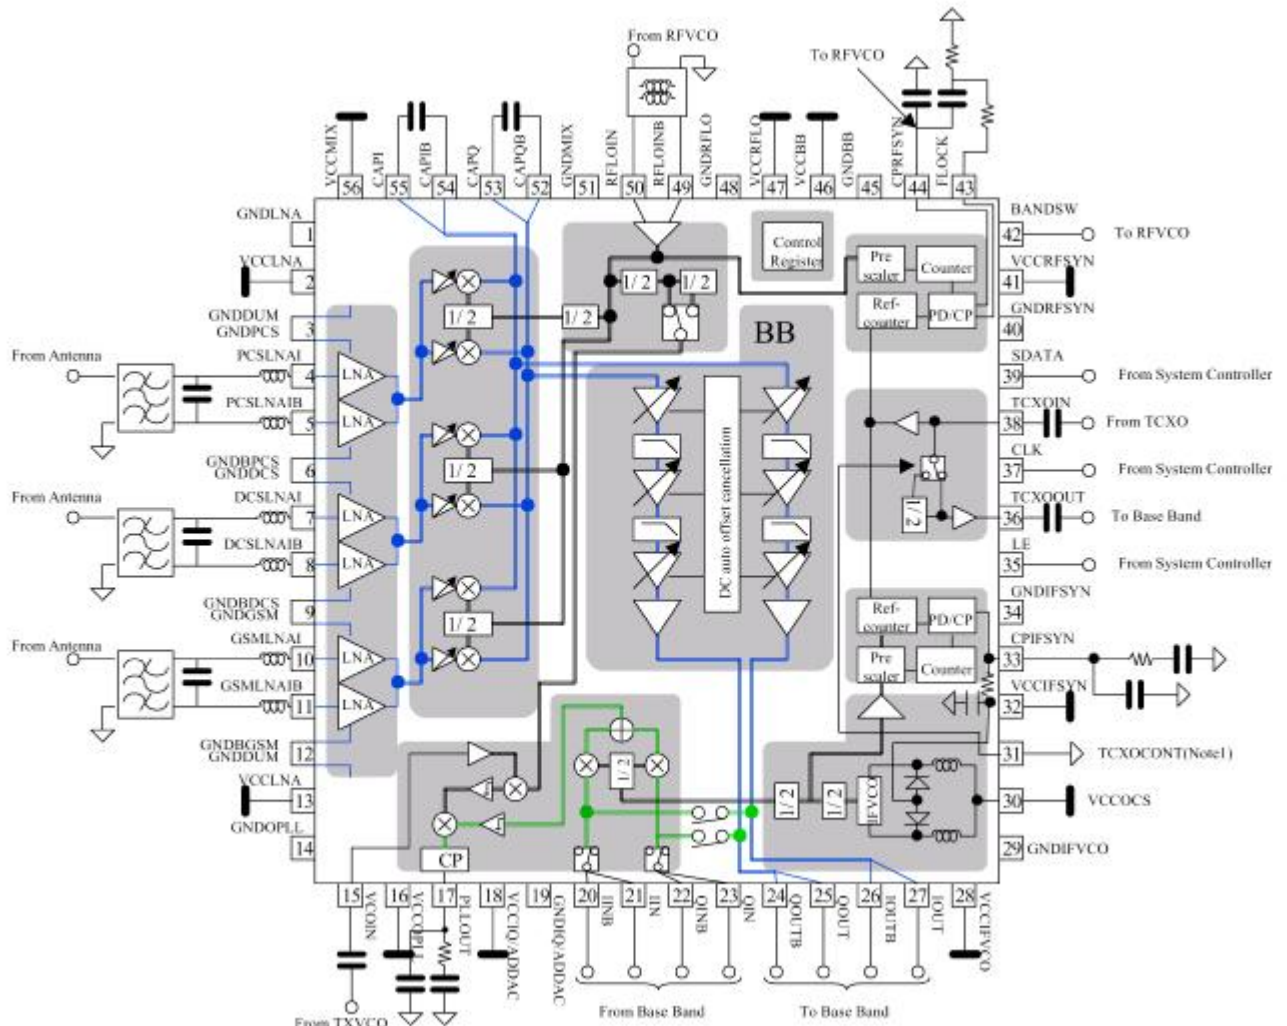 From RFVCO
To RFVCO
VCCMIX
CAPI
CAPIB
CAPQ
CAPQB
GNDMIX
RFLOIN
RFLOINB
GNDRFLO
VCCRFLO
VCCBB
GNDBB
CPRFSYN
FLOCK
56
55
54
53
52
51
50
49
48
47
46
45
44
43
GNDLNA
1
VCCLNA
2
GNDDUM
GNDPCS
3
From Antenna
PCSLNAI
4
PCSLNAIB
5
GNDBPCS
GNDDCS
6
From Antenna
DCSLNAI
7
DCSLNAIB
8
GNDBDCS
GNDGSM
9
From Antenna
GSMLNAI
10
GSMLNAIB
11
GNDBGSM
GNDDUM
12
VCCLNA
13
GNDOPLL
14
LNA
LNA
LNA
LNA
LNA
LNA
1/ 2
1/ 2
1/ 2
1/ 2
1/ 2
1/ 2
Control
Register
BB
DC auto offset cancellation
Pre
scaler
Counter
Ref-
counter
PD/CP
1/ 2
Ref-
counter
PD/CP
Pre
scaler
Counter
1/ 2
1/ 2
1/ 2
IFVCO
CP
BANDSW
42
To RFVCO
41
VCCRFSYN
GNDRFSYN
40
SDATA
39
From System Controller
TCXOIN
38
From TCXO
CLK
37
From System Controller
TCXOOUT
36
To Base Band
LE
35
From System Controller
GNDIFSYN
34
CPIFSYN
33
VCCIFSYN
32
31
TCXOCONT(Note1)
30
VCCOCS
29
GNDIFVCO
15
16
17
18
19
20
21
22
23
24
25
26
27
28
VCOIN
VCCOPLL
PLLOUT
VCCIQ/ADDAC
GNDIQ/ADDAC
IINB
IIN
QINB
QIN
QOUTB
QOUT
IOUTB
IOUT
VCCIFVCO
From TXVCO
From Base Band
To Base Band